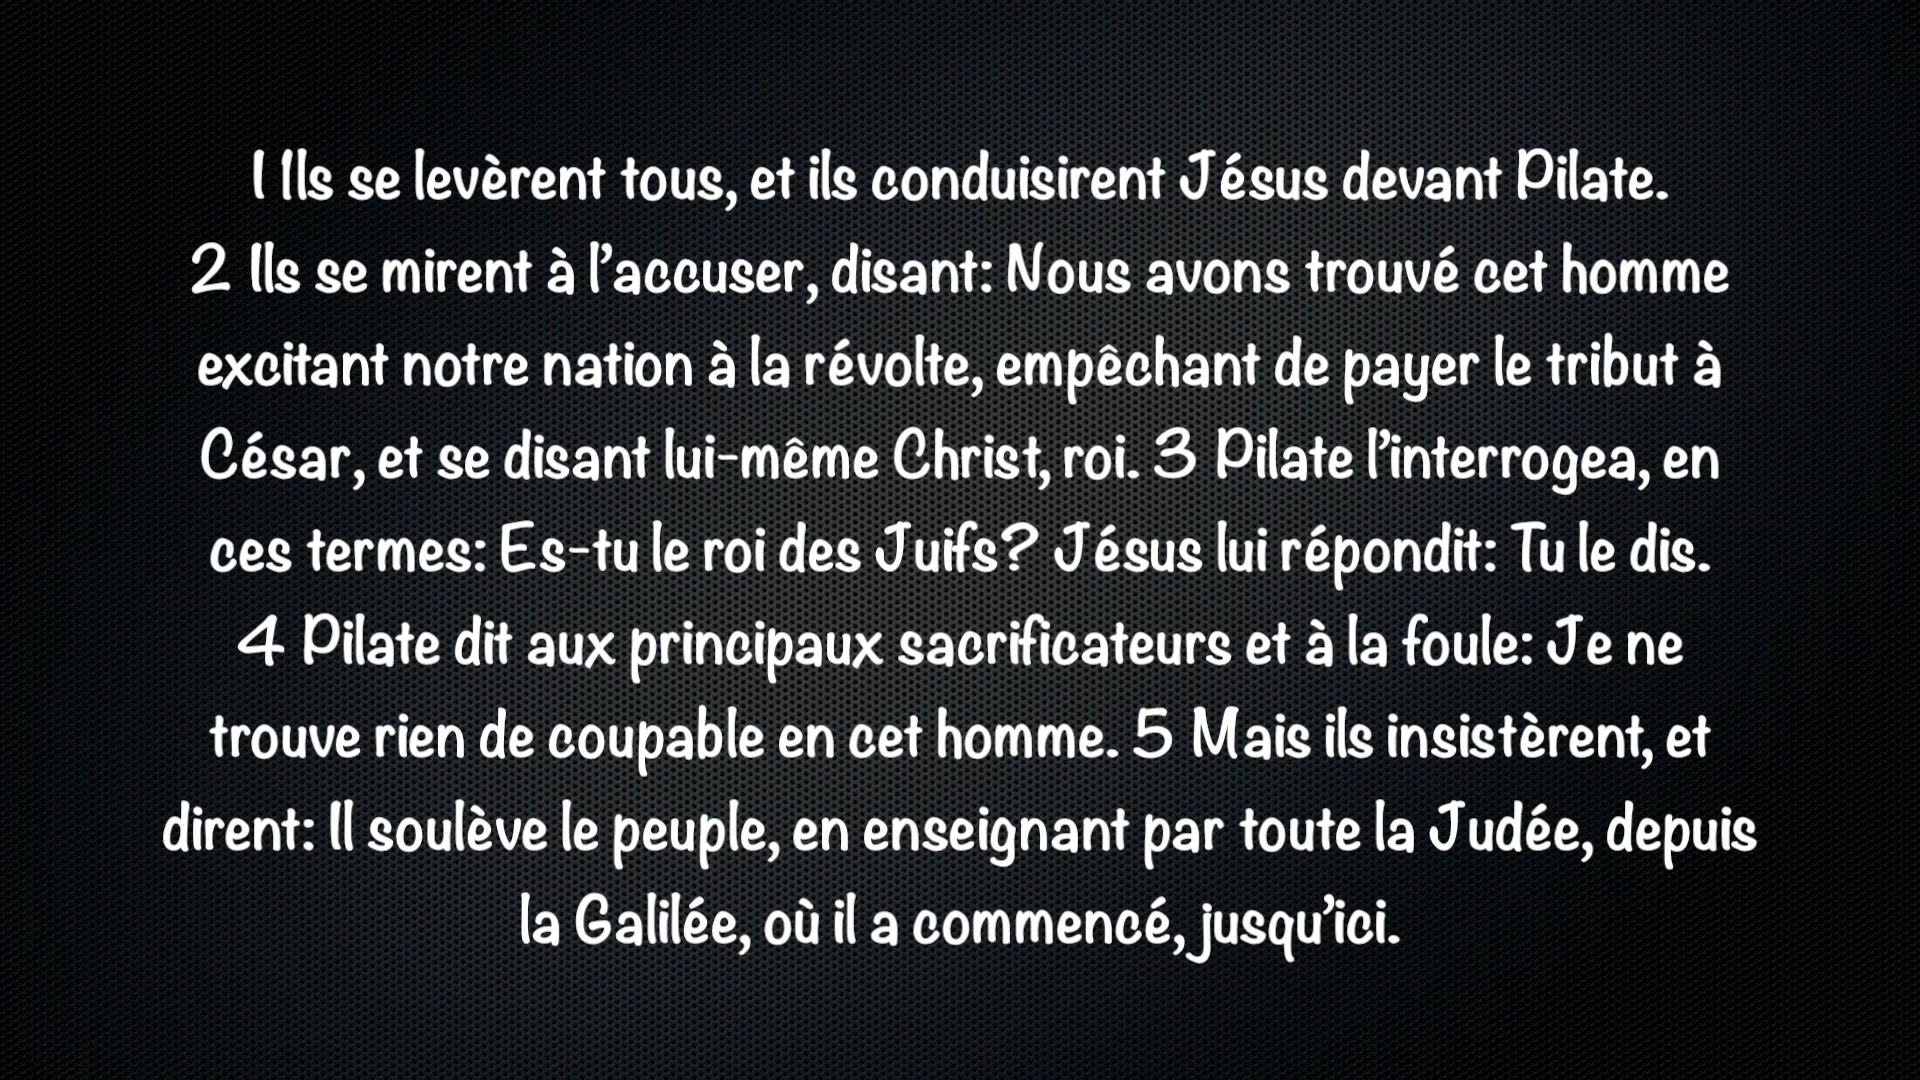 1 Ils se levèrent tous, et ils conduisirent Jésus devant Pilate.
2 Ils se mirent à l’accuser, disant: Nous avons trouvé cet homme
excitant notre nation à la révolte, empêchant de payer le tribut à
César, et se disant lui-même Christ, roi. 3 Pilate l’interrogea, en
ces termes: Es-tu le roi des Juifs? Jésus lui répondit: Tu le dis.
4 Pilate dit aux principaux sacrificateurs et à la foule: Je ne
trouve rien de coupable en cet homme. 5 Mais ils insistèrent, et
dirent: Il soulève le peuple, en enseignant par toute la Judée, depuis
la Galilée, où il a commencé, jusqu’ici.